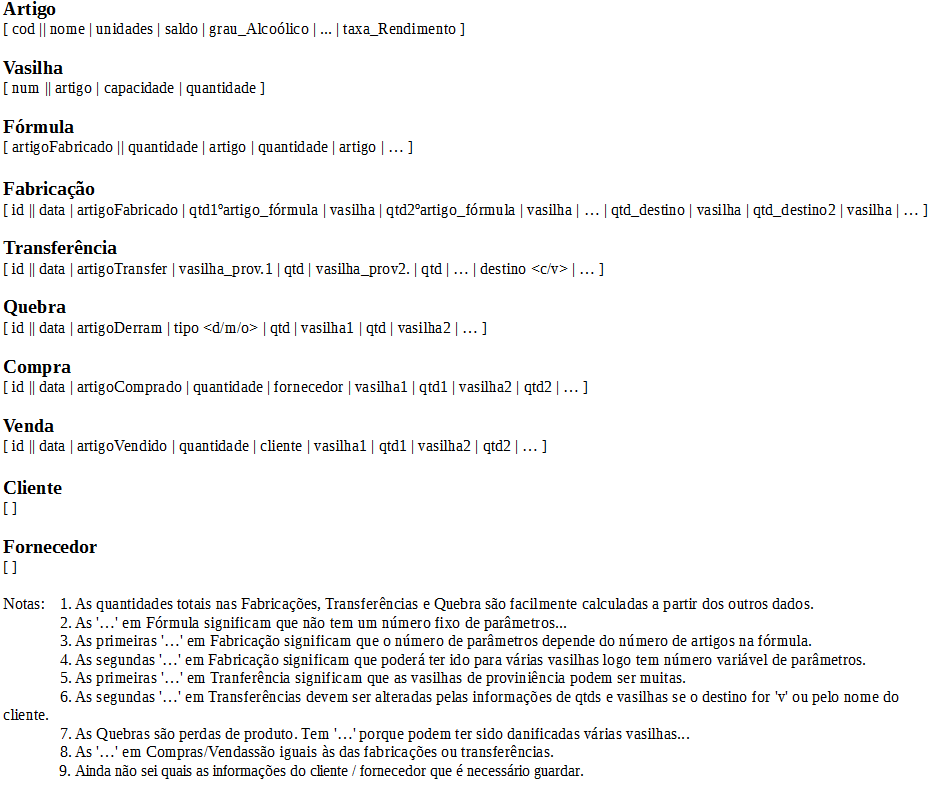 Artigo
[ cod || nome | unidades | saldo | grau_Alcoólico | ... | taxa_Rendimento ]
Vasilha
[ num || artigo | capacidade | quantidade ]
Fórmula
[ artigoFabricado || quantidade | artigo | quantidade | artigo | … ]
Fabricação
[ id || data | artigoFabricado | qtd1ºartigo_fórmula | vasilha | qtd2ºartigo_fórmula | vasilha | … | qtd_destino | vasilha | qtd_destino2 | vasilha | … ]
Transferência
[ id || data | artigoTransfer | vasilha_prov.1 | qtd | vasilha_prov2. | qtd | … | destino <c/v> | … ]
Quebra
[ id || data | artigoDerram | tipo <d/m/o> | qtd | vasilha1 | qtd | vasilha2 | … ]
Compra
[ id || data | artigoComprado | quantidade | fornecedor | vasilha1 | qtd1 | vasilha2 | qtd2 | … ]
Venda
[ id || data | artigoVendido | quantidade | cliente | vasilha1 | qtd1 | vasilha2 | qtd2 | … ]
Cliente
[ ]
Fornecedor
[ ]
Notas: 1. As quantidades totais nas Fabricações, Transferências e Quebra são facilmente calculadas a partir dos outros dados.
2. As '…' em Fórmula significam que não tem um número fixo de parâmetros...
3. As primeiras '…' em Fabricação significam que o número de parâmetros depende do número de artigos na fórmula.
4. As segundas '…' em Fabricação significam que poderá ter ido para várias vasilhas logo tem número variável de parâmetros.
5. As primeiras '…' em Tranferência significam que as vasilhas de proviniência podem ser muitas.
6. As segundas '…' em Transferências devem ser alteradas pelas informações de qtds e vasilhas se o destino for 'v' ou pelo nome do
cliente.
7. As Quebras são perdas de produto. Tem '…' porque podem ter sido danificadas várias vasilhas...
8. As '…' em Compras/Vendassão iguais às das fabricações ou transferências.
9. Ainda não sei quais as informações do cliente / fornecedor que é necessário guardar.